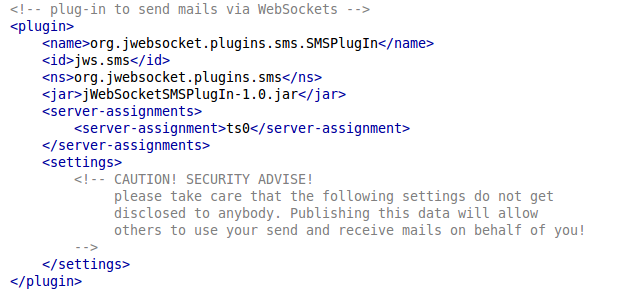 <!-- plug-in to send mails via WebSockets -->
<plugin>
    <name>org.jwebsocket.plugins.sms.SMSPlugIn</name>
    <id>jws.sms</id>
    <ns>org.jwebsocket.plugins.sms</ns>
    <jar>jWebSocketSMSPlugIn-1.0.jar</jar>
    <server-assignments>
        <server-assignment>ts0</server-assignment>
    </server-assignments>
    <settings>
        <!-- CAUTION! SECURITY ADVISE!
             please take care that the following settings do not get
             disclosed to anybody. Publishing this data will allow
             others to use your send and receive mails on behalf of you!
        -->
    </settings>
</plugin>